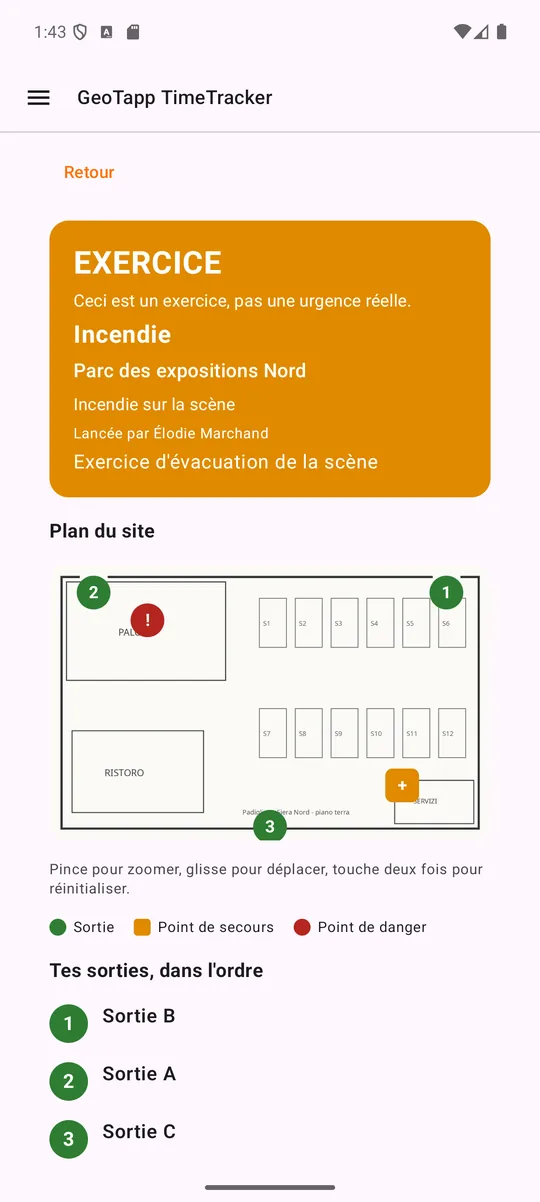 1:43
GeoTapp TimeTracker
Retour
EXERCICE
Ceci est un exercice, pas une urgence réelle.
Incendie
Parc des expositions Nord
Incendie sur la scène
Lancée par Élodie Marchand
Exercice d'évacuation de la scène
Plan du site
2
1
!
S1
S2
S3
S4
S5
S6
S7
S8
S9
S10
S11
S12
RISTORO
+
Nord - piano terra
3
Pince pour zoomer, glisse pour déplacer, touche deux fois pour
réinitialiser.
Sortie
Point de secours
Point de danger
Tes sorties, dans l'ordre
1
Sortie B
2
Sortie A
3
Sortie C